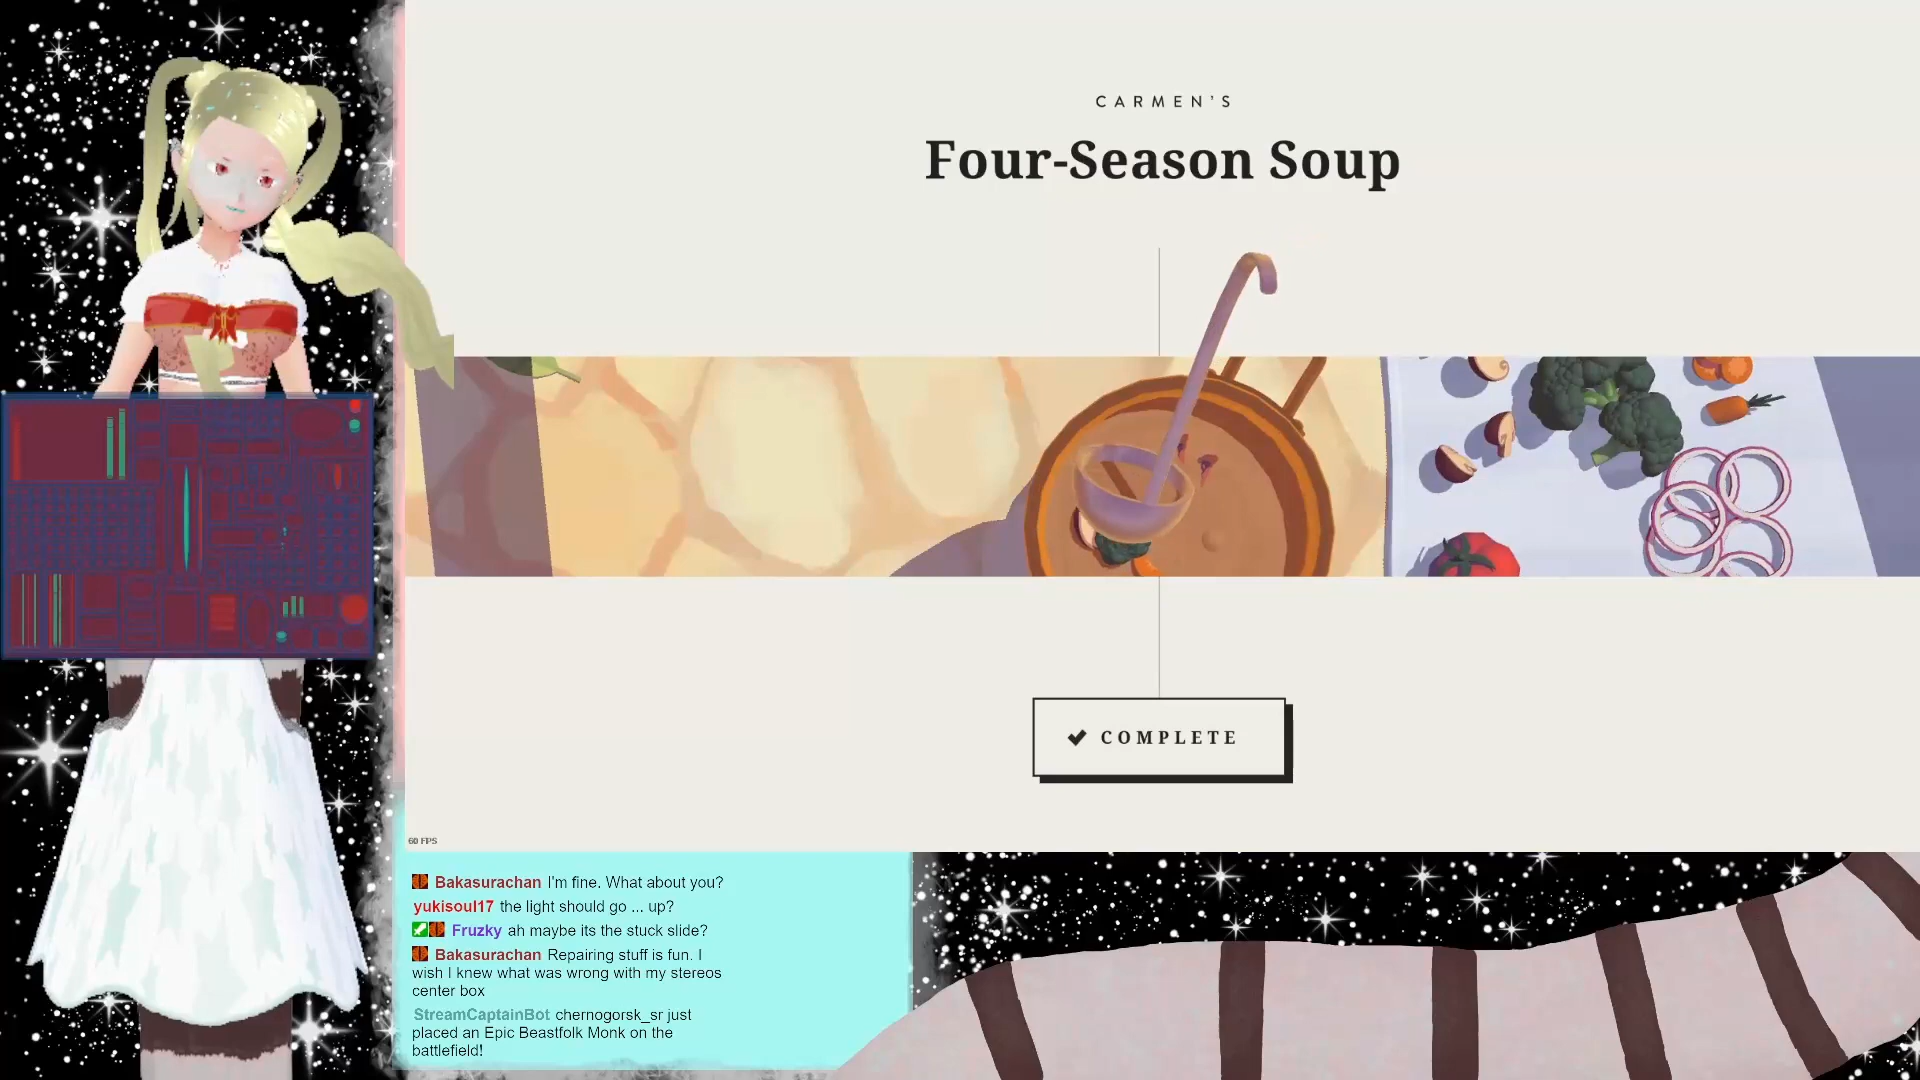 CARMEN'S
Four-Season Soup
✔ COMPLETE
60 FPS
Bakasurachan I'm fine. What about you?
yukisoul17 the light should go ... up?
Fruzky ah maybe its the stuck slide?
Bakasurachan Repairing stuff is fun. I
wish I knew what was wrong with my stereos
center box
StreamCaptainBot chernogorsk_sr just
placed an Epic Beastfolk Monk on the
battlefield!